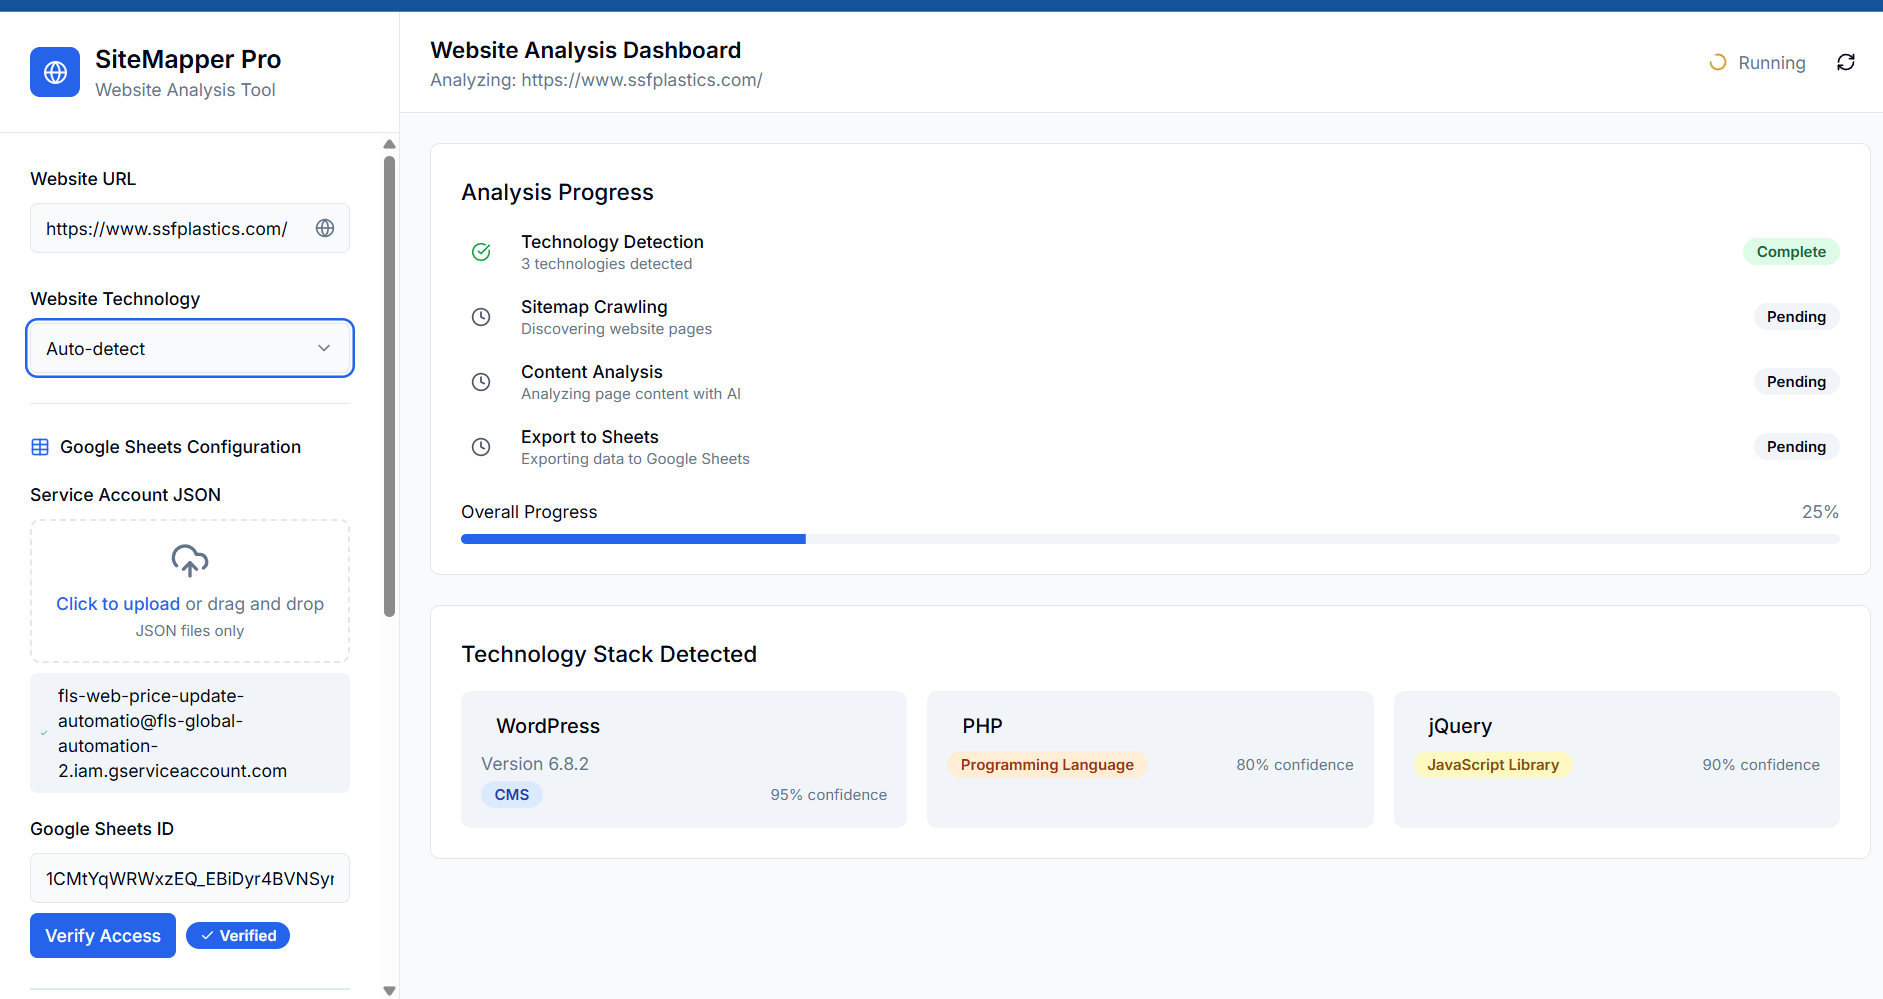 SiteMapper Pro
Website Analysis Tool
Website URL
https://www.ssfplastics.com/
Website Technology
Auto-detect
Google Sheets Configuration
Service Account JSON
Click to upload or drag and drop
JSON files only
fls-web-price-update-
automatio@fls-global-
automation-
2.iam.gserviceaccount.com
Google Sheets ID
1CMtYqWRWxzEQ_EBiDyr4BVNSyr
Verify Access
Verified
Website Analysis Dashboard
Analyzing: https://www.ssfplastics.com/
Running
Analysis Progress
Technology Detection
3 technologies detected
Complete
Sitemap Crawling
Discovering website pages
Pending
Content Analysis
Analyzing page content with AI
Pending
Export to Sheets
Exporting data to Google Sheets
Pending
Overall Progress
25%
Technology Stack Detected
WordPress
Version 6.8.2
CMS
95% confidence
PHP
Programming Language
80% confidence
jQuery
JavaScript Library
90% confidence